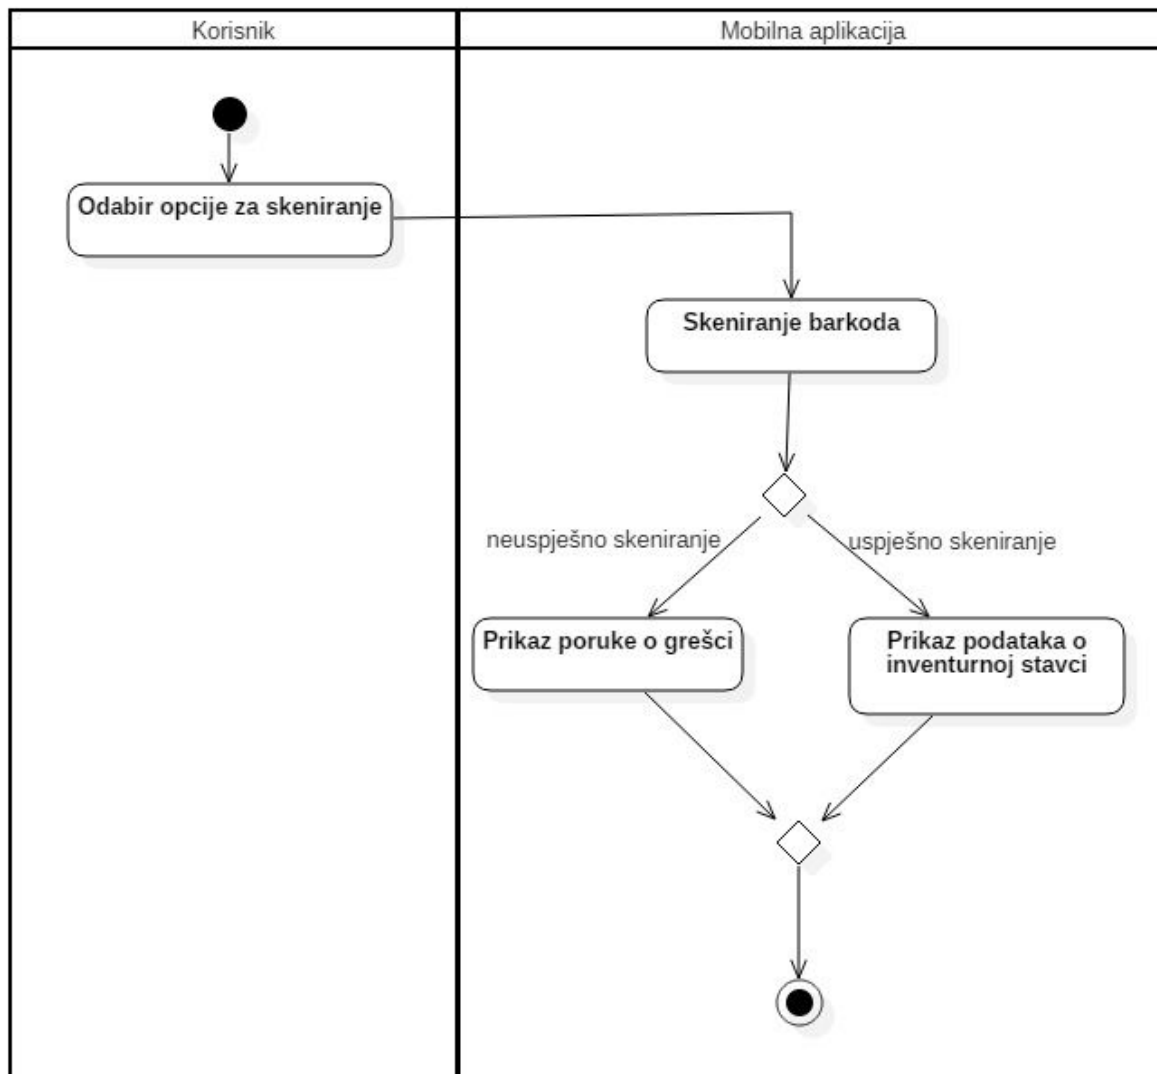 Korisnik
Mobilna aplikacija
Odabir opcije za skeniranje
Skeniranje barkoda
neuspješno skeniranje
uspješno skeniranje
Prikaz poruke o grešci
Prikaz podataka o
inventurnoj stavci